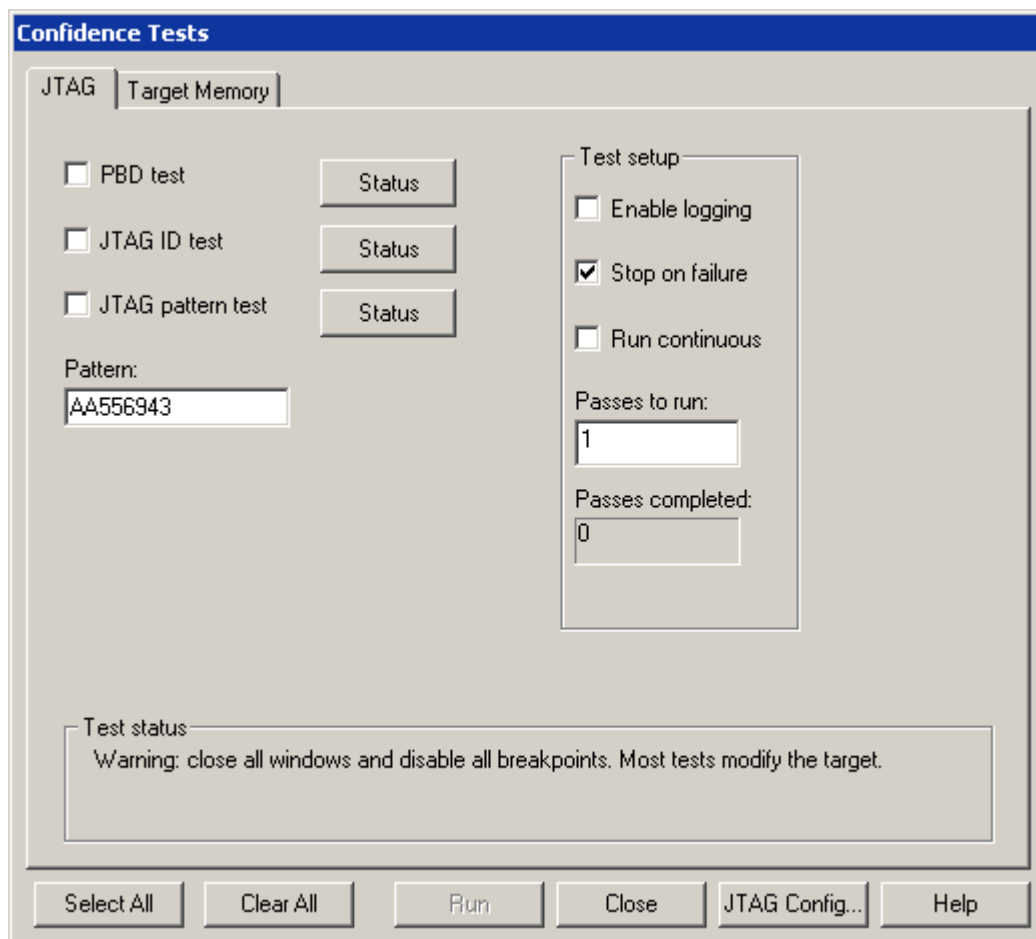 Confidence Tests
JTAG
Target Memory
PBD test
Status
JTAG ID test
Status
JTAG pattern test
Status
Pattern:
AA556943
Test setup
Enable logging
Stop on failure
Run continuous
Passes to run:
1
Passes completed:
0
Test status
Warning: close all windows and disable all breakpoints. Most tests modify the target.
Select All
Clear All
Run
Close
JTAG Config...
Help